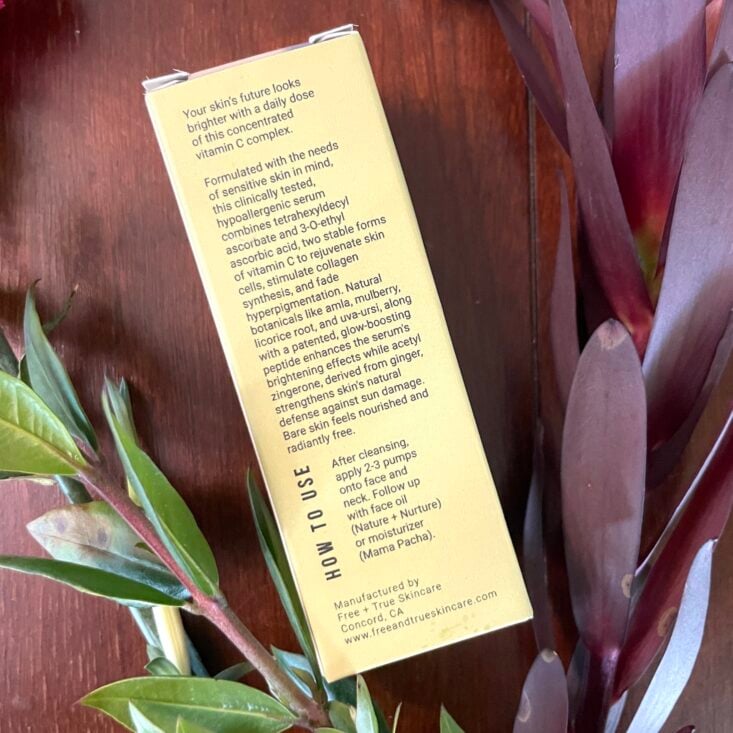 Your skin's future looks
brighter with a daily dose
of this concentrated
vitamin C complex.
Formulated with the needs
of sensitive skin in mind,
this clinically tested,
hypoallergenic serum
combines tetrahexyldecyl
ascorbate and 3-O-ethyl
ascorbic acid, two stable forms
of vitamin C to rejuvenate skin
cells, stimulate collagen
synthesis, and fade
hyperpigmentation. Natural
botanicals like amla, mulberry,
licorice root, and uva-ursi, along
with a patented, glow-boosting
peptide enhances the serum's
brightening effects while acetyl
zingerone, derived from ginger,
strengthens skin's natural
defense against sun damage.
Bare skin feels nourished and
radiantly free.
HOW TO USE
After cleansing,
apply 2-3 pumps
onto face and
neck. Follow up
with face oil
(Nature + Nurture)
or moisturizer
(Mama Pacha).
Manufactured by
Free + True Skincare
Concord, CA
www.freeandtrueskincare.com